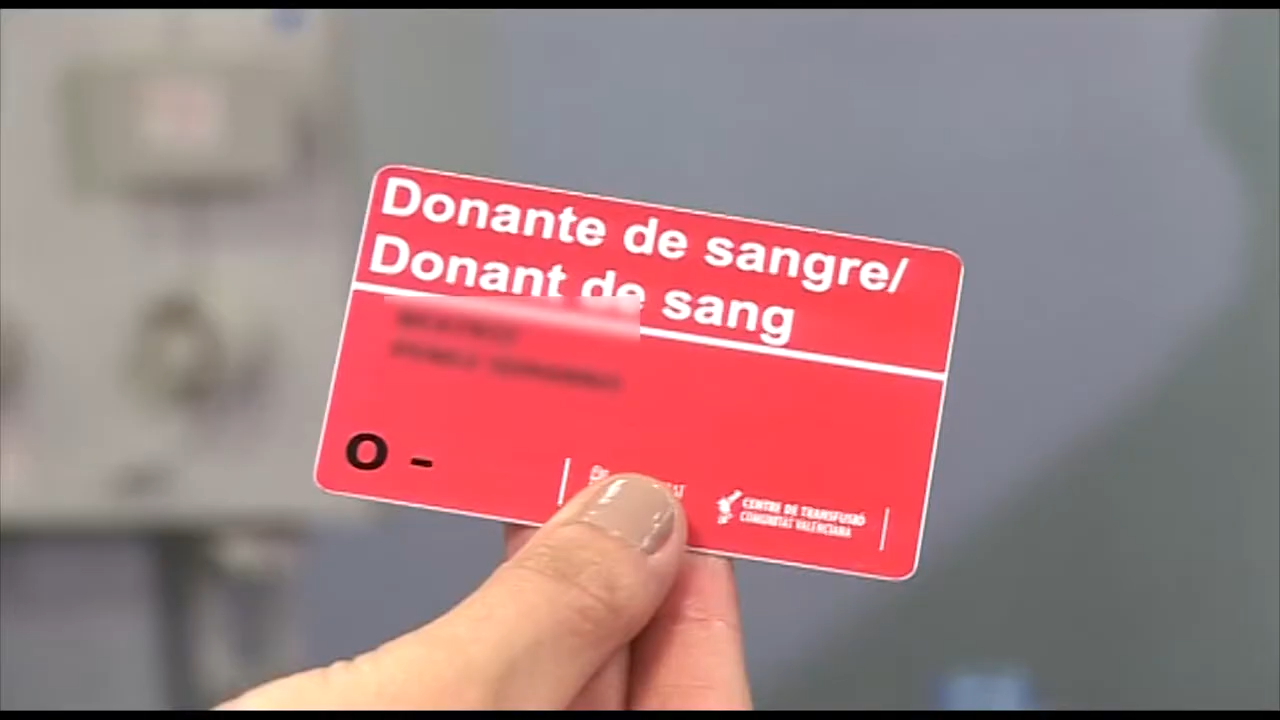 Donante de sangre/
Donant de sang
O -
CENTRE DE TRANSFUSIÓ
COMUNITAT VALENCIANA